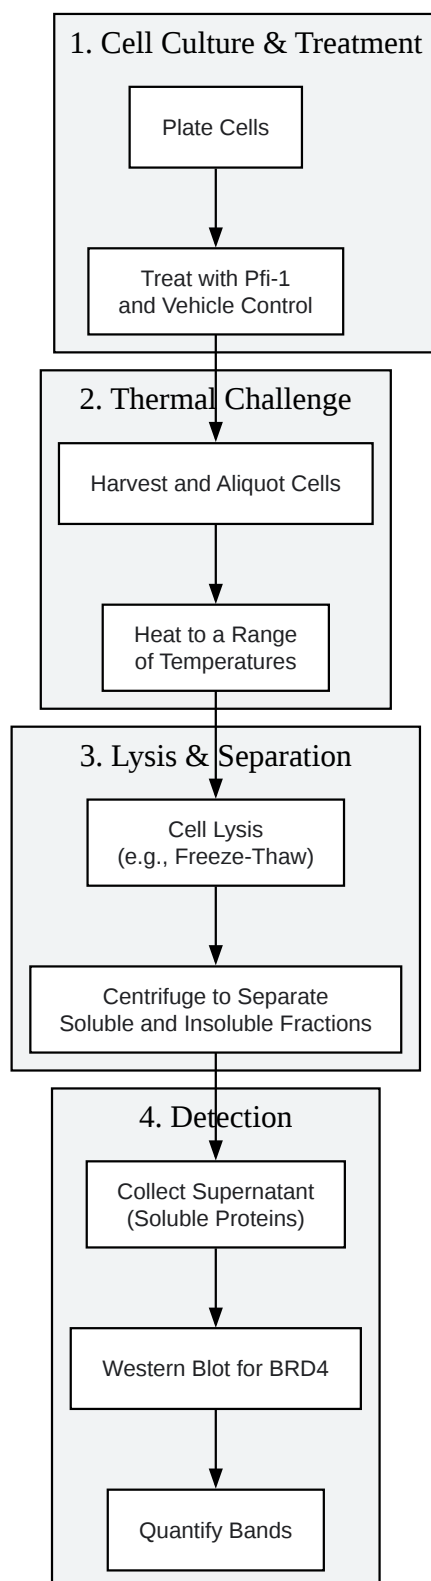 1. Cell Culture & Treatment
Plate Cells
Treat with Pfi-1
and Vehicle Control
2. Thermal Challenge
Harvest and Aliquot Cells
Heat to a Range
of Temperatures
3. Lysis & Separation
Cell Lysis
(e.g., Freeze-Thaw)
Centrifuge to Separate
Soluble and Insoluble Fractions
4. Detection
Collect Supernatant
(Soluble Proteins)
Western Blot for BRD4
Quantify Bands